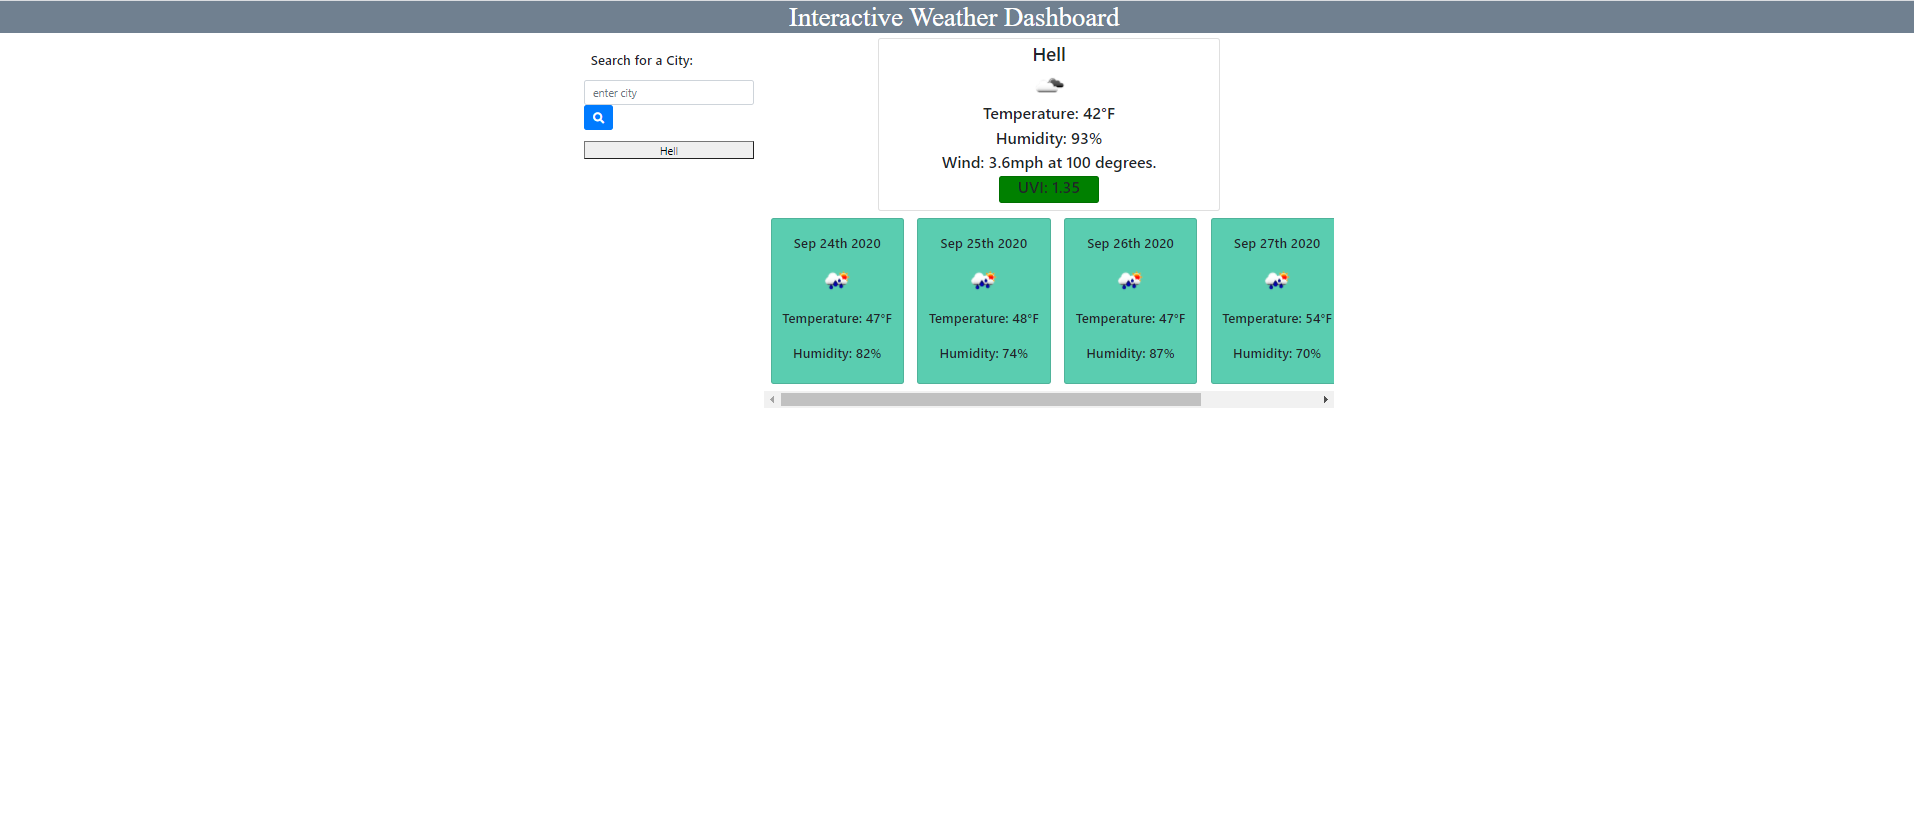 Interactive Weather Dashboard
Search for a City:
enter city
Hell
Hell
Temperature: 42°F
Humidity: 93%
Wind: 3.6mph at 100 degrees.
UVI: 1.35
Sep 24th 2020
Temperature: 47°F
Humidity: 82%
Sep 25th 2020
Temperature: 48°F
Humidity: 74%
Sep 26th 2020
Temperature: 47°F
Humidity: 87%
Sep 27th 2020
Temperature: 54°F
Humidity: 70%